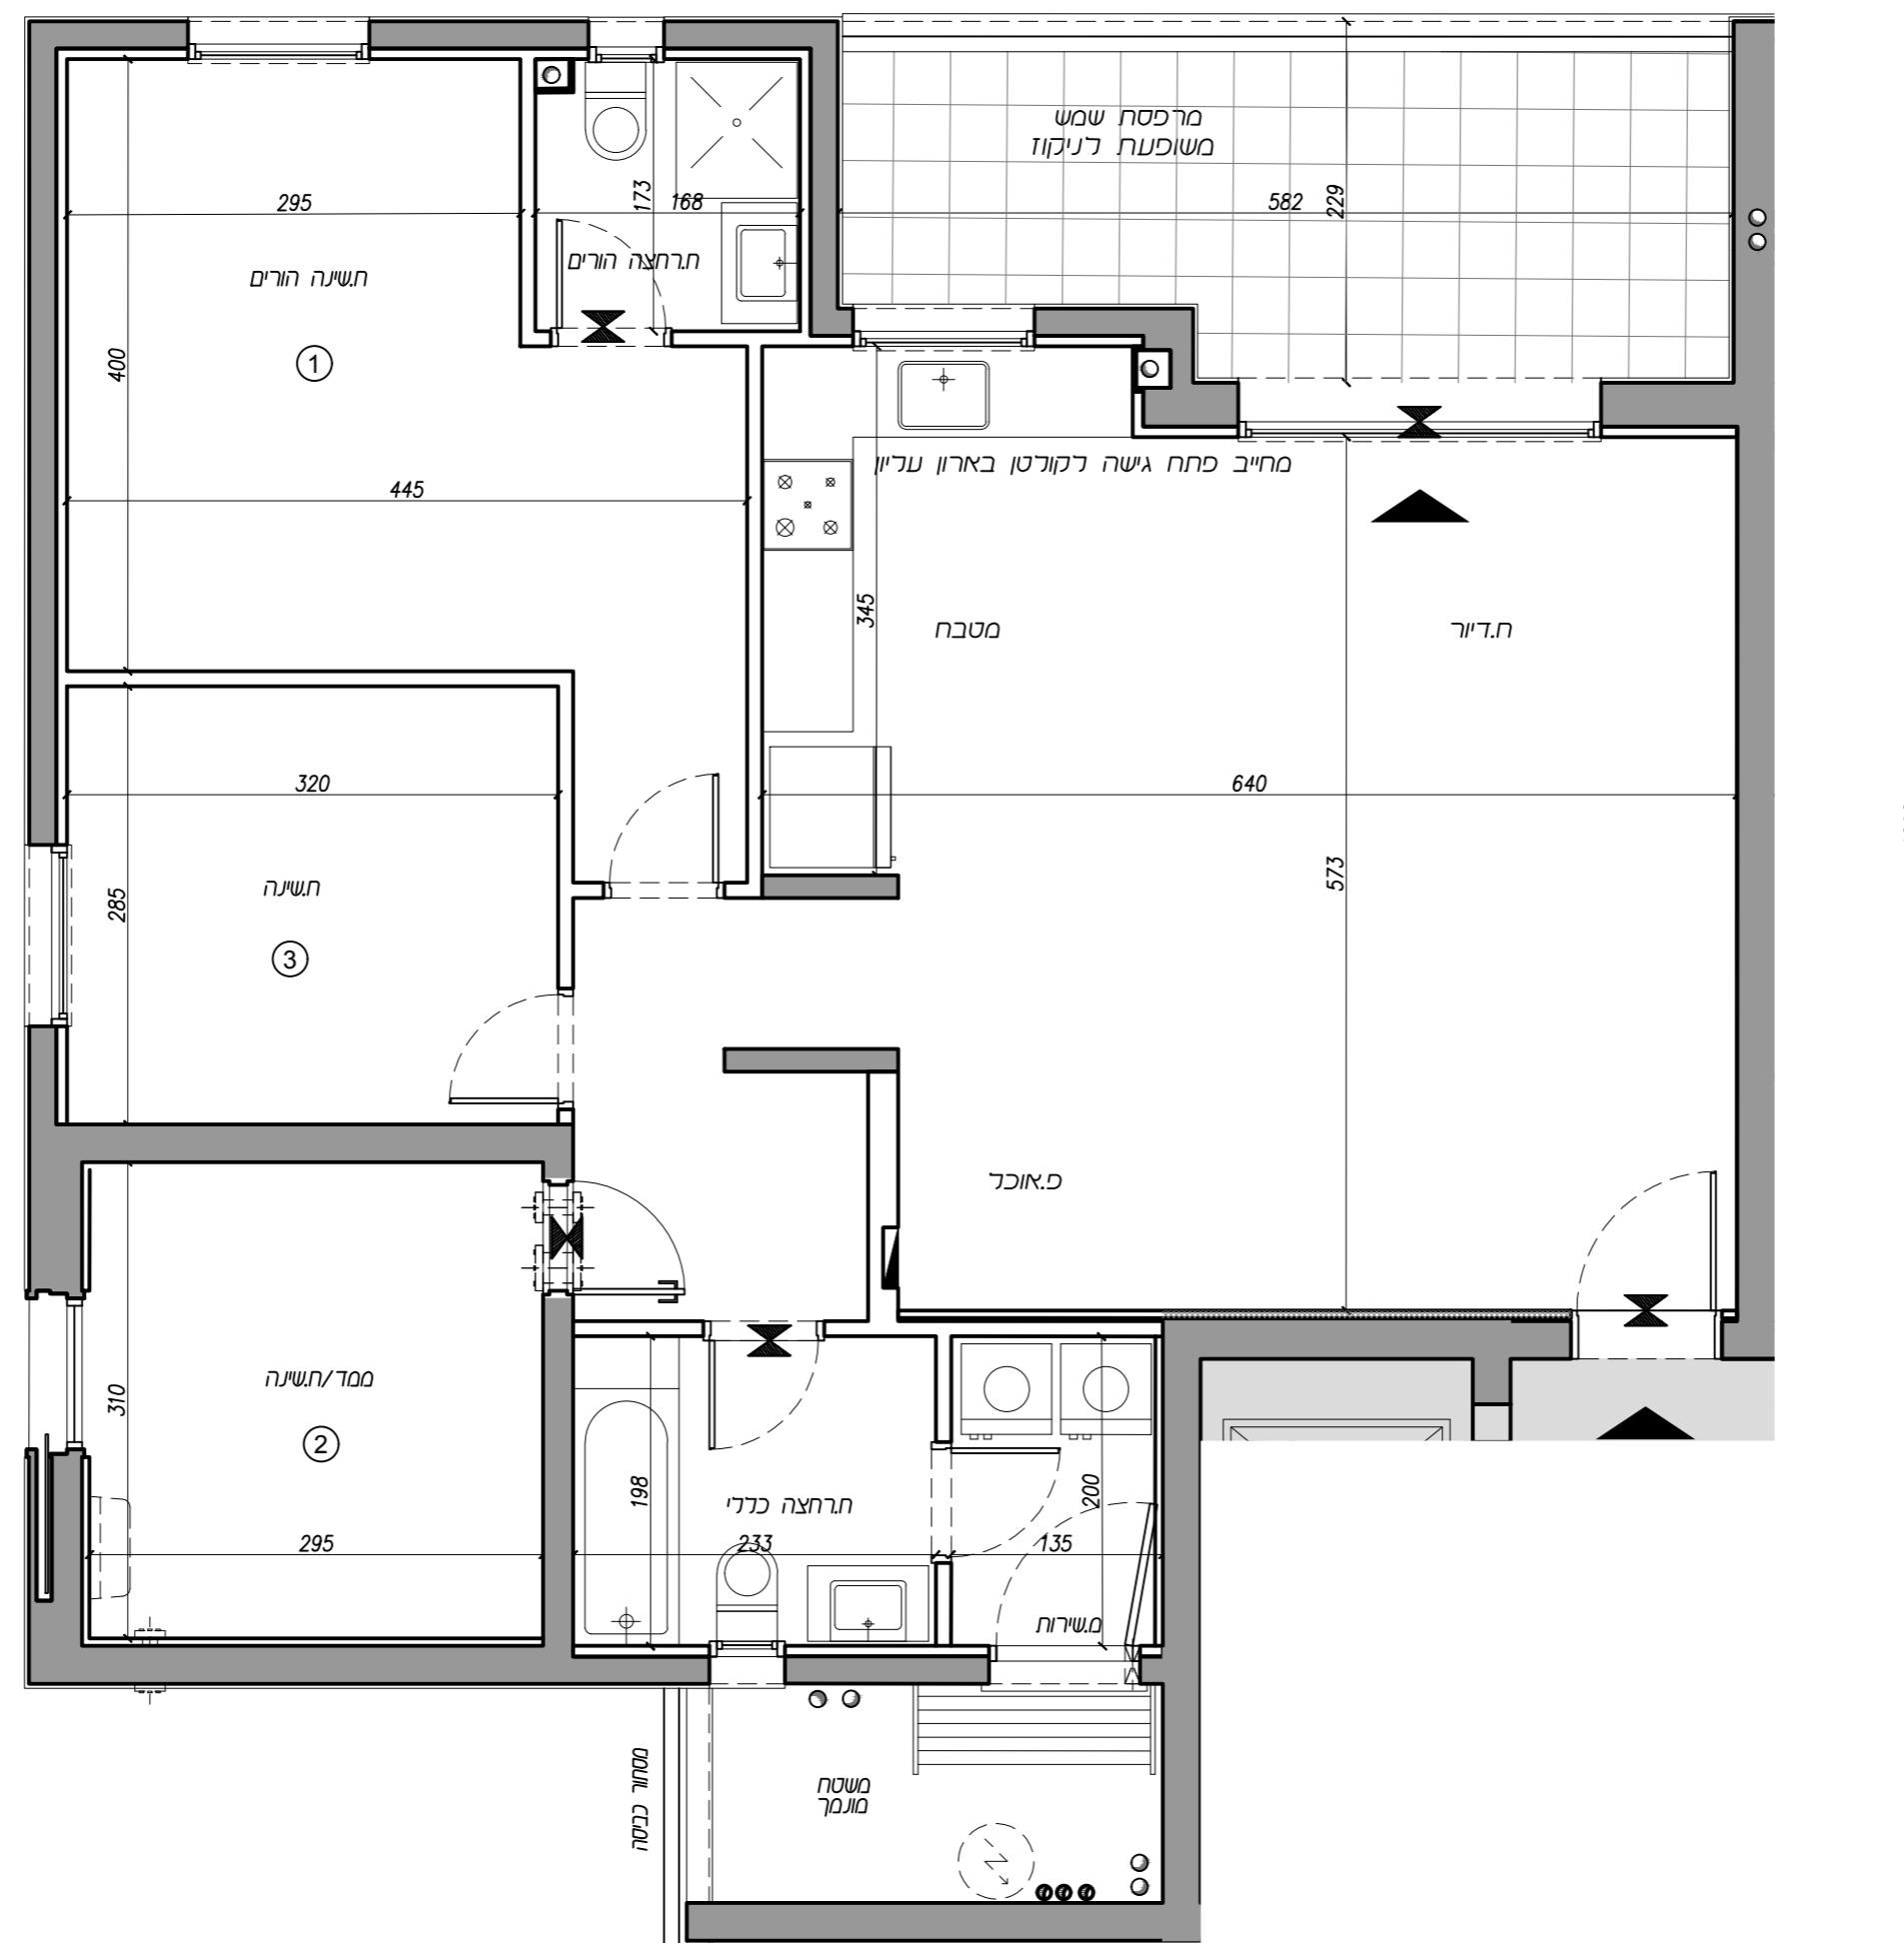 מרפסת שמש
משופעת לניקוז
295
173
168
582
229
ח.רחצה הורים
ח.שינה הורים
1
400
445
מחייב פתח גישה לקולטן בארון עליון
345
מטבח
ח.דיור
320
640
285
573
ח.שינה
3
פ.אוכל
ממד/ח.שינה
310
2
198
ח.רחצה כללי
200
295
233
135
מ.שירות
מסתור כביסה
משטח
מונמך